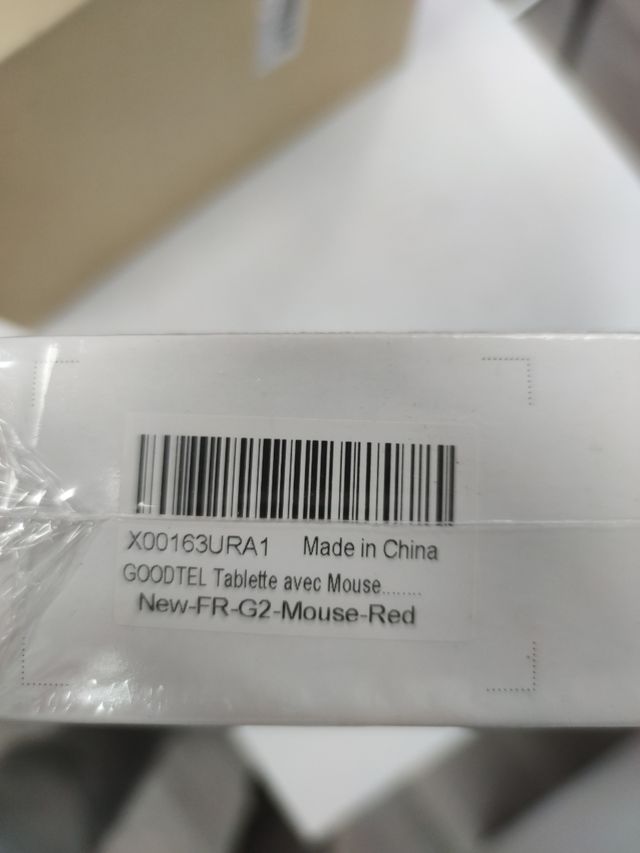 X00163URA1 Made in China
GOODTEL Tablette avec Mouse........
New-FR-G2-Mouse-Red